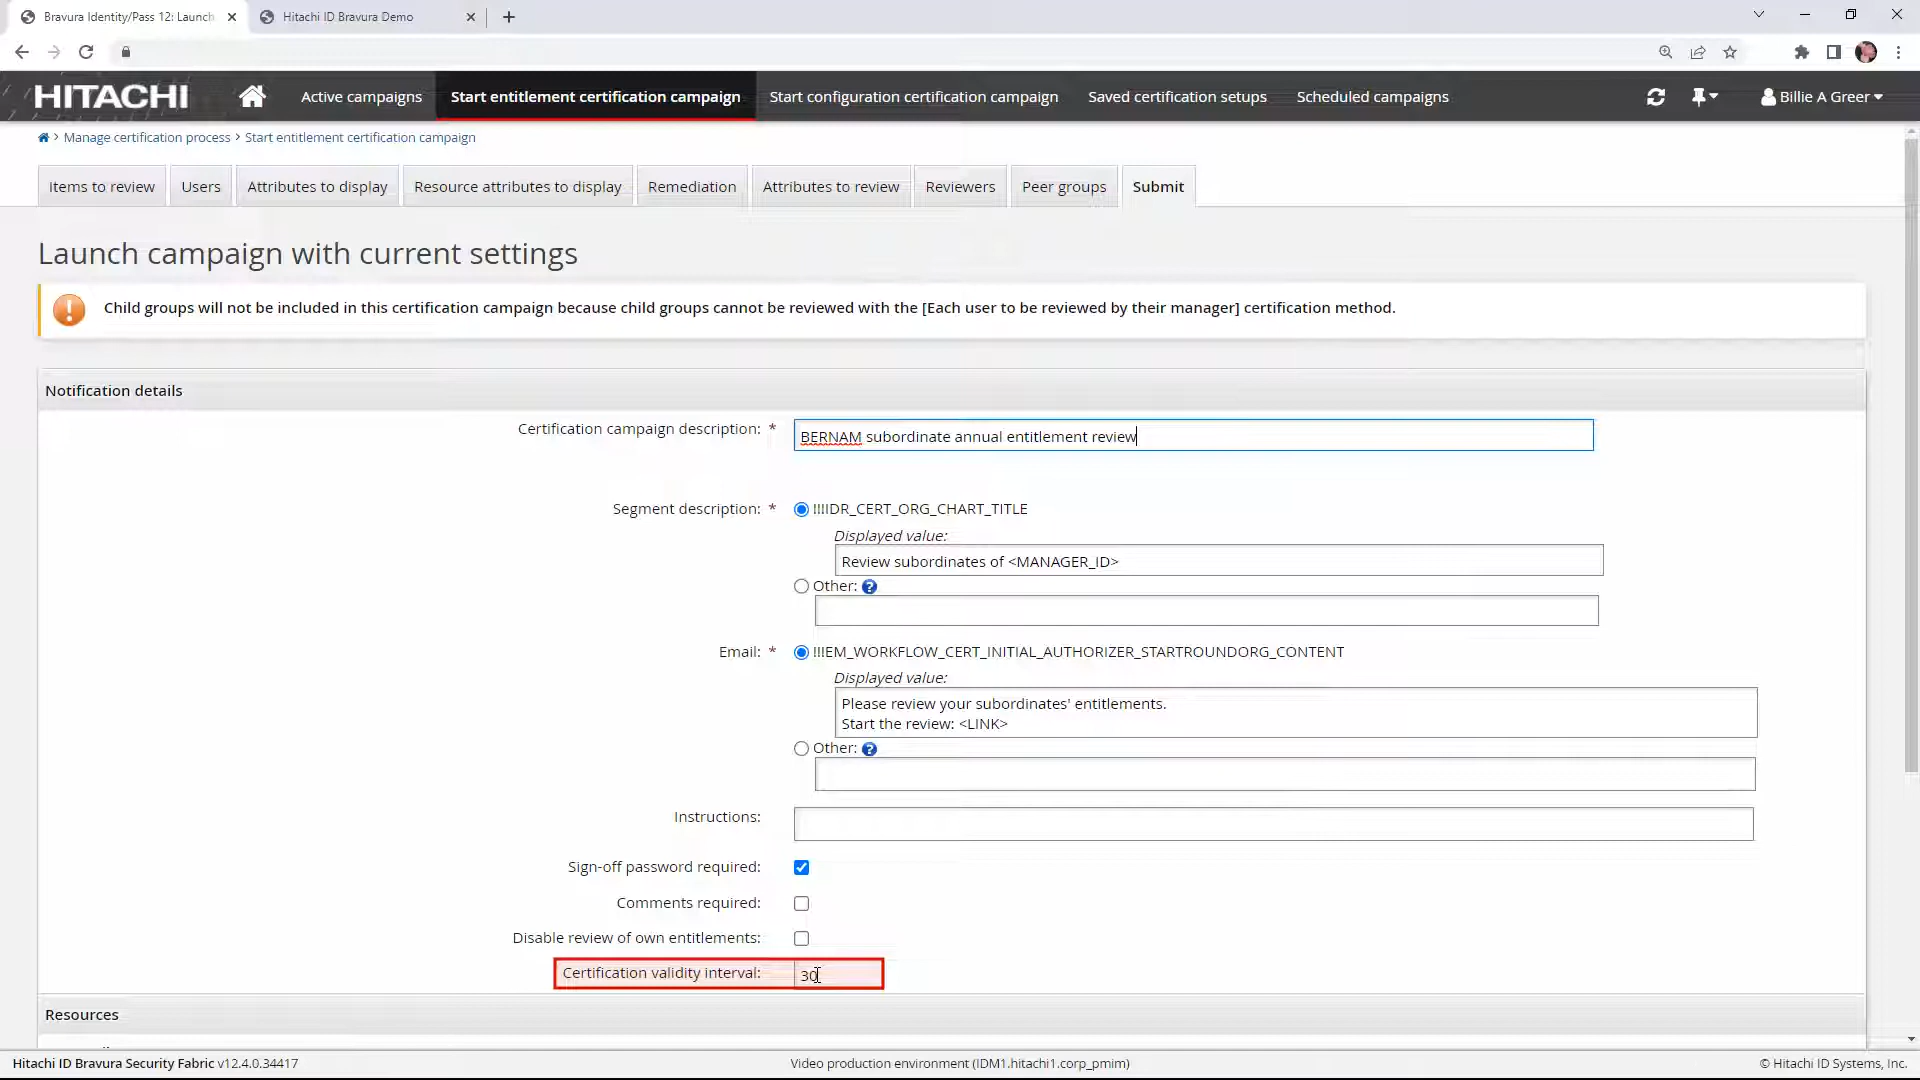 Bravura Identity/Pass 12: Launch
Hitachi ID Bravura Demo
HITACHI
Active campaigns
Start entitlement certification campaign
Start configuration certification campaign
Saved certification setups
Scheduled campaigns
Billie A Greer
> Manage certification process > Start entitlement certification campaign
Items to review
Users
Attributes to display
Resource attributes to display
Remediation
Attributes to review
Reviewers
Peer groups
Submit
Launch campaign with current settings
Child groups will not be included in this certification campaign because child groups cannot be reviewed with the [Each user to be reviewed by their manager] certification method.
Notification details
Certification campaign description: * BERNAM subordinate annual entitlement review
Segment description: * !!!IDR_CERT_ORG_CHART_TITLE
Displayed value:
Review subordinates of <MANAGER_ID>
Other:
Email: * !!!EM_WORKFLOW_CERT_INITIAL_AUTHORIZER_STARTROUNDORG_CONTENT
Displayed value:
Please review your subordinates' entitlements.
Start the review: <LINK>
Other:
Instructions:
Sign-off password required:
Comments required:
Disable review of own entitlements:
Certification validity interval: 30
Resources
Hitachi ID Bravura Security Fabric v12.4.0.34417
Video production environment (IDM1.hitachi1.corp_pmim)
© Hitachi ID Systems, Inc.